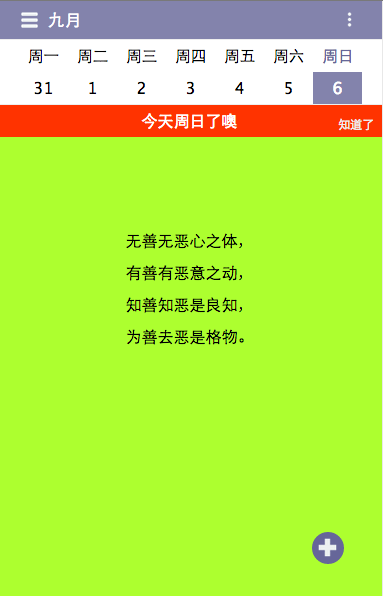 九月
周一 周二 周三 周四 周五 周六 周日
31 1 2 3 4 5 6
今天周日了噢 知道了
无善无恶心之体,
有善有恶意之动,
知善知恶是良知,
为善去恶是格物。